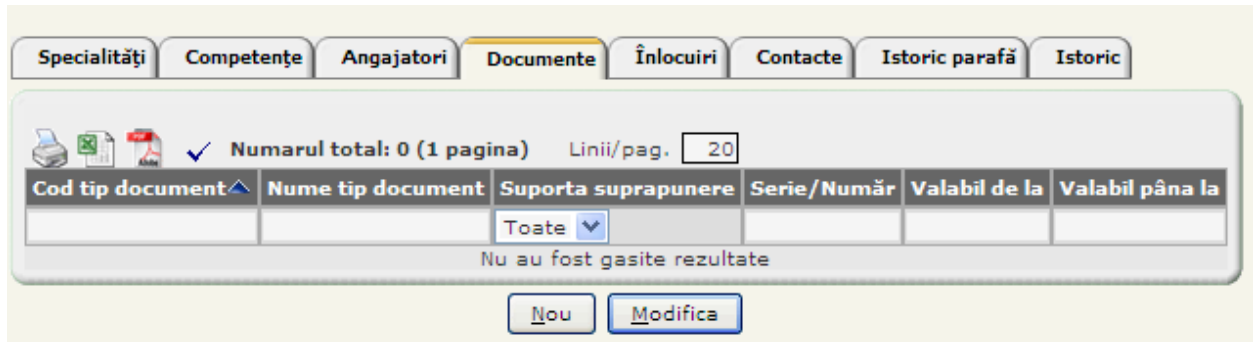 Specialități Competențe Angajatori Documente Înlocuiri Contacte Istoric parafă Istoric
Numarul total: 0 (1 pagina) Linii/pag. 20
Cod tip document Nume tip document Suporta suprapunere Serie/Număr Valabil de la Valabil pâna la
Toate
Nu au fost gasite rezultate
Nou Modifica